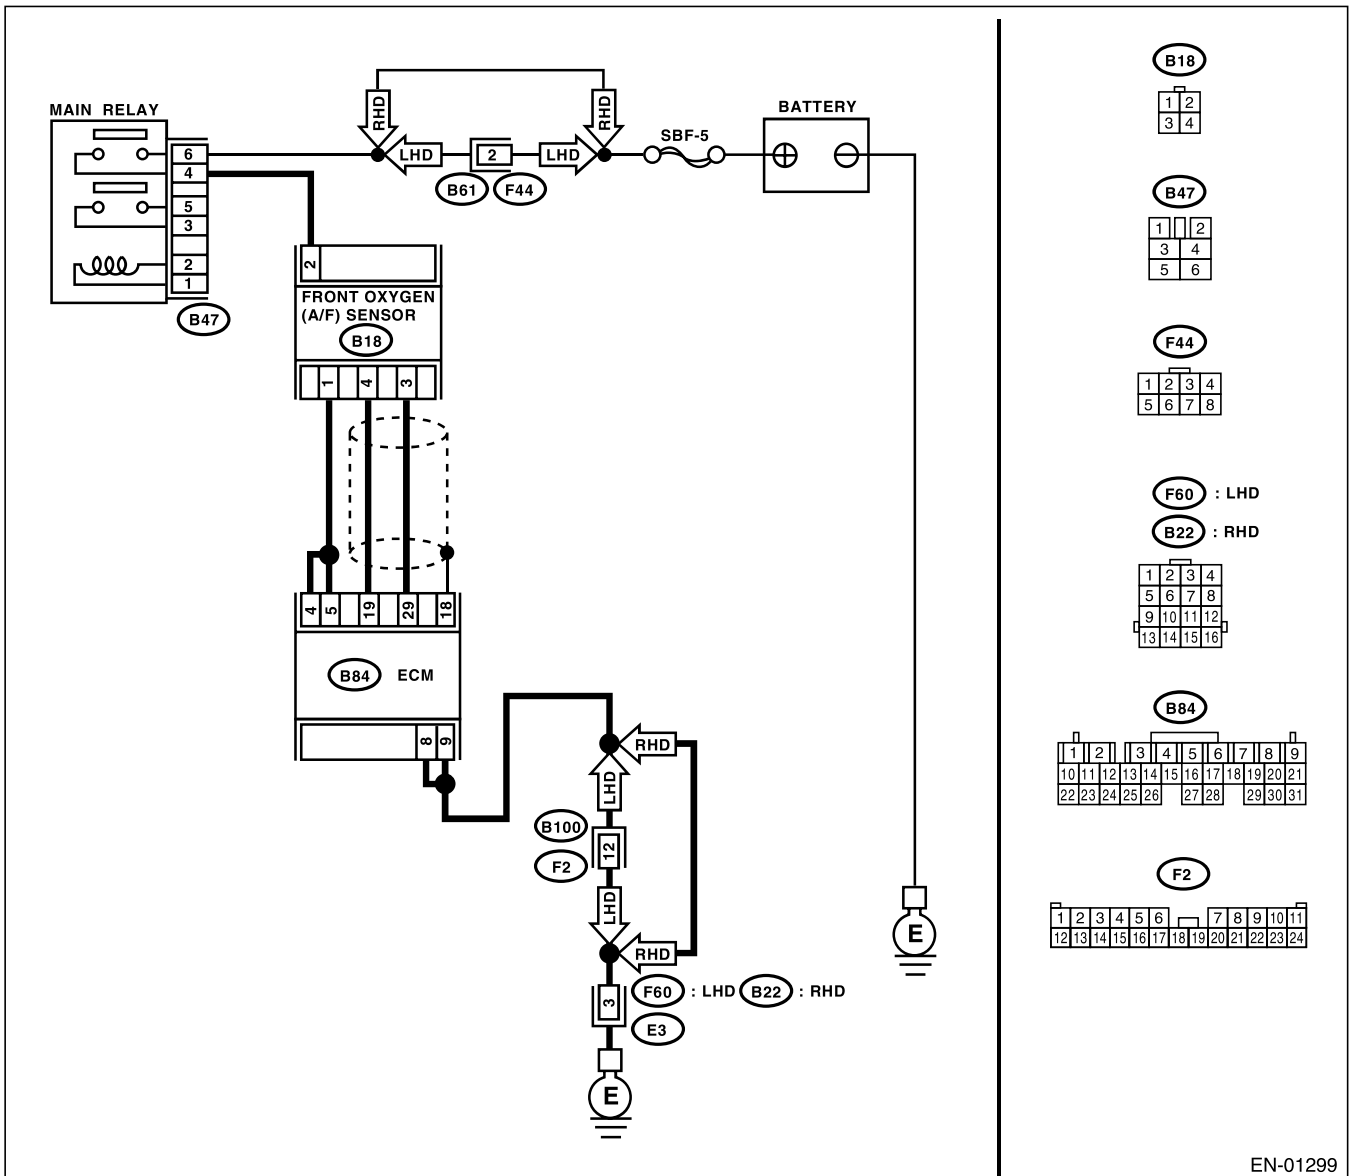 MAIN RELAY
6
4
5
3
2
1
B47
RHD
RHD
LHD
2
LHD
B61
F44
SBF-5
BATTERY
2
FRONT OXYGEN
(A/F) SENSOR
B18
1
4
3
4
5
19
29
18
B84
ECM
8
9
RHD
LHD
B100
F2
12
LHD
RHD
3
F60 : LHD B22 : RHD
E3
E
E
B18
1 2
3 4
B47
1 2
3 4
5 6
F44
1 2 3 4
5 6 7 8
F60 : LHD
B22 : RHD
1 2 3 4
5 6 7 8
9 10 11 12
13 14 15 16
B84
1 2 3 4 5 6 7 8 9
10 11 12 13 14 15 16 17 18 19 20 21
22 23 24 25 26 27 28 29 30 31
F2
1 2 3 4 5 6 7 8 9 10 11
12 13 14 15 16 17 18 19 20 21 22 23 24
EN-01299